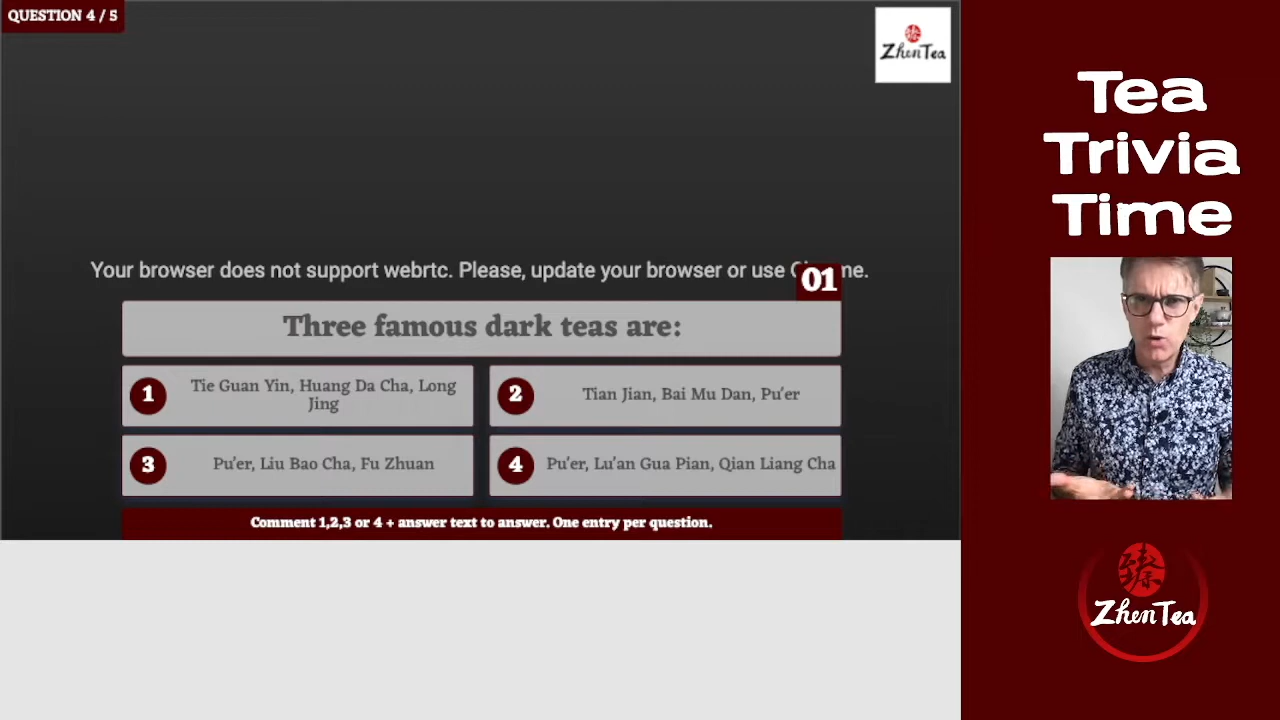 QUESTION 4 / 5
臻
ZhenTea
Your browser does not support webrtc. Please, update your browser or use me.
01
Three famous dark teas are:
1
Tie Guan Yin, Huang Da Cha, Long
Jing
2
Tian Jian, Bai Mu Dan, Pu'er
3
Pu'er, Liu Bao Cha, Fu Zhuan
4
Pu'er, Lu'an Gua Pian, Qian Liang Cha
Comment 1,2,3 or 4 + answer text to answer. One entry per question.
Tea
Trivia
Time
臻
ZhenTea